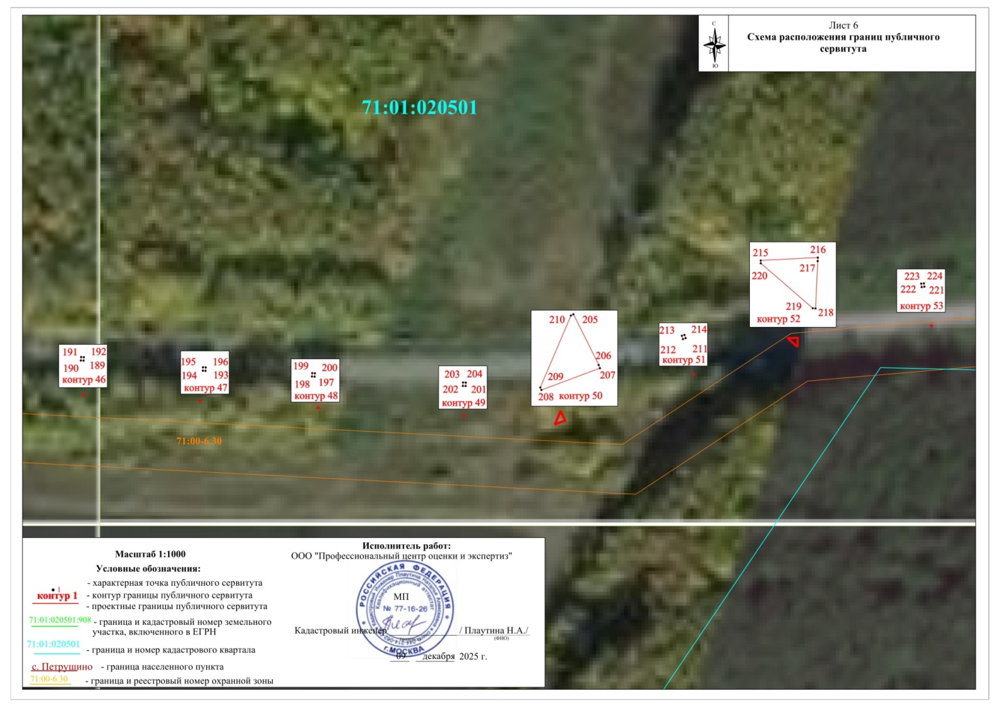 С
Ю
Лист 6
Схема расположения границ публичного
сервитута
71:01:020501
215 216
217
220
219 218
контур 52
223 224
222 221
контур 53
210 205
206
209 207
208 контур 50
213 214
212 211
контур 51
191 192
190 189
контур 46
195 196
194 193
контур 47
199 200
198 197
контур 48
203 204
202 201
контур 49
71:00-6.30
Масштаб 1:1000
Условные обозначения:
1 - характерная точка публичного сервитута
контур 1 - контур границы публичного сервитута
- проектные границы публичного сервитута
71:01:020501:908 - граница и кадастровый номер земельного
участка, включенного в ЕГРН
71:01:020501 - граница и номер кадастрового квартала
с. Петрушино - граница населенного пункта
71:00-6.30 - граница и реестровый номер охранной зоны
Исполнитель работ:
ООО "Профессиональный центр оценки и экспертиз"
РОССИЙСКАЯ ФЕДЕРАЦИЯ
Квалификационный аттестат
МП
№ 77-16-26
Кадастровый инженер / Плаутина Н.А./
(подпись) (ФИО)
г.МОСКВА
09 декабря 2025 г.